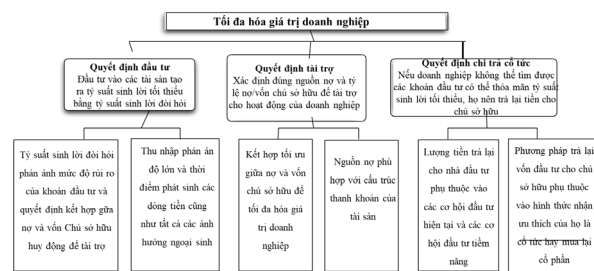 Tối đa hóa giá trị doanh nghiệp
Quyết định đầu tư
Đầu tư vào các tài sản tạo
ra tỷ suất sinh lời tối thiểu
bằng tỷ suất sinh lời đòi hỏi
Quyết định tài trợ
Xác định đúng nguồn nợ và tỷ
lệ nợ/vốn chủ sở hữu để tài trợ
cho hoạt động của doanh nghiệp
Quyết định chi trả cổ tức
Nếu doanh nghiệp không thể tìm được
các khoản đầu tư có thể thỏa mãn tỷ suất
sinh lời tối thiểu, họ nên trả lại tiền cho
chủ sở hữu
Tỷ suất sinh lời đòi hỏi
phản ánh mức độ rủi ro
của khoản đầu tư và
quyết định kết hợp gữa
nợ và vốn Chủ sở hữu
huy động để tài trợ
Thu nhập phản án
độ lớn và thời
điểm phát sinh các
dòng tiền cũng
như tất cả các ảnh
hưởng ngoại sinh
Kết hợp tối ưu
giữa nợ và vốn
chủ sở hữu để
tối đa hóa giá
trị doanh
nghiệp
Nguồn nợ phù
hợp với cấu trúc
thanh khoản của
tài sản
Lượng tiền trả lại
cho nhà đầu tư
phụ thuộc vào
các cơ hội đầu tư
hiện tại và các cơ
hội đầu tư tiềm
năng
Phương pháp trả lại
vốn đầu tư cho chủ
sở hữu phụ thuộc
vào hình thức nhận
ưu thích của họ là
cổ tức hay mua lại
cổ phần